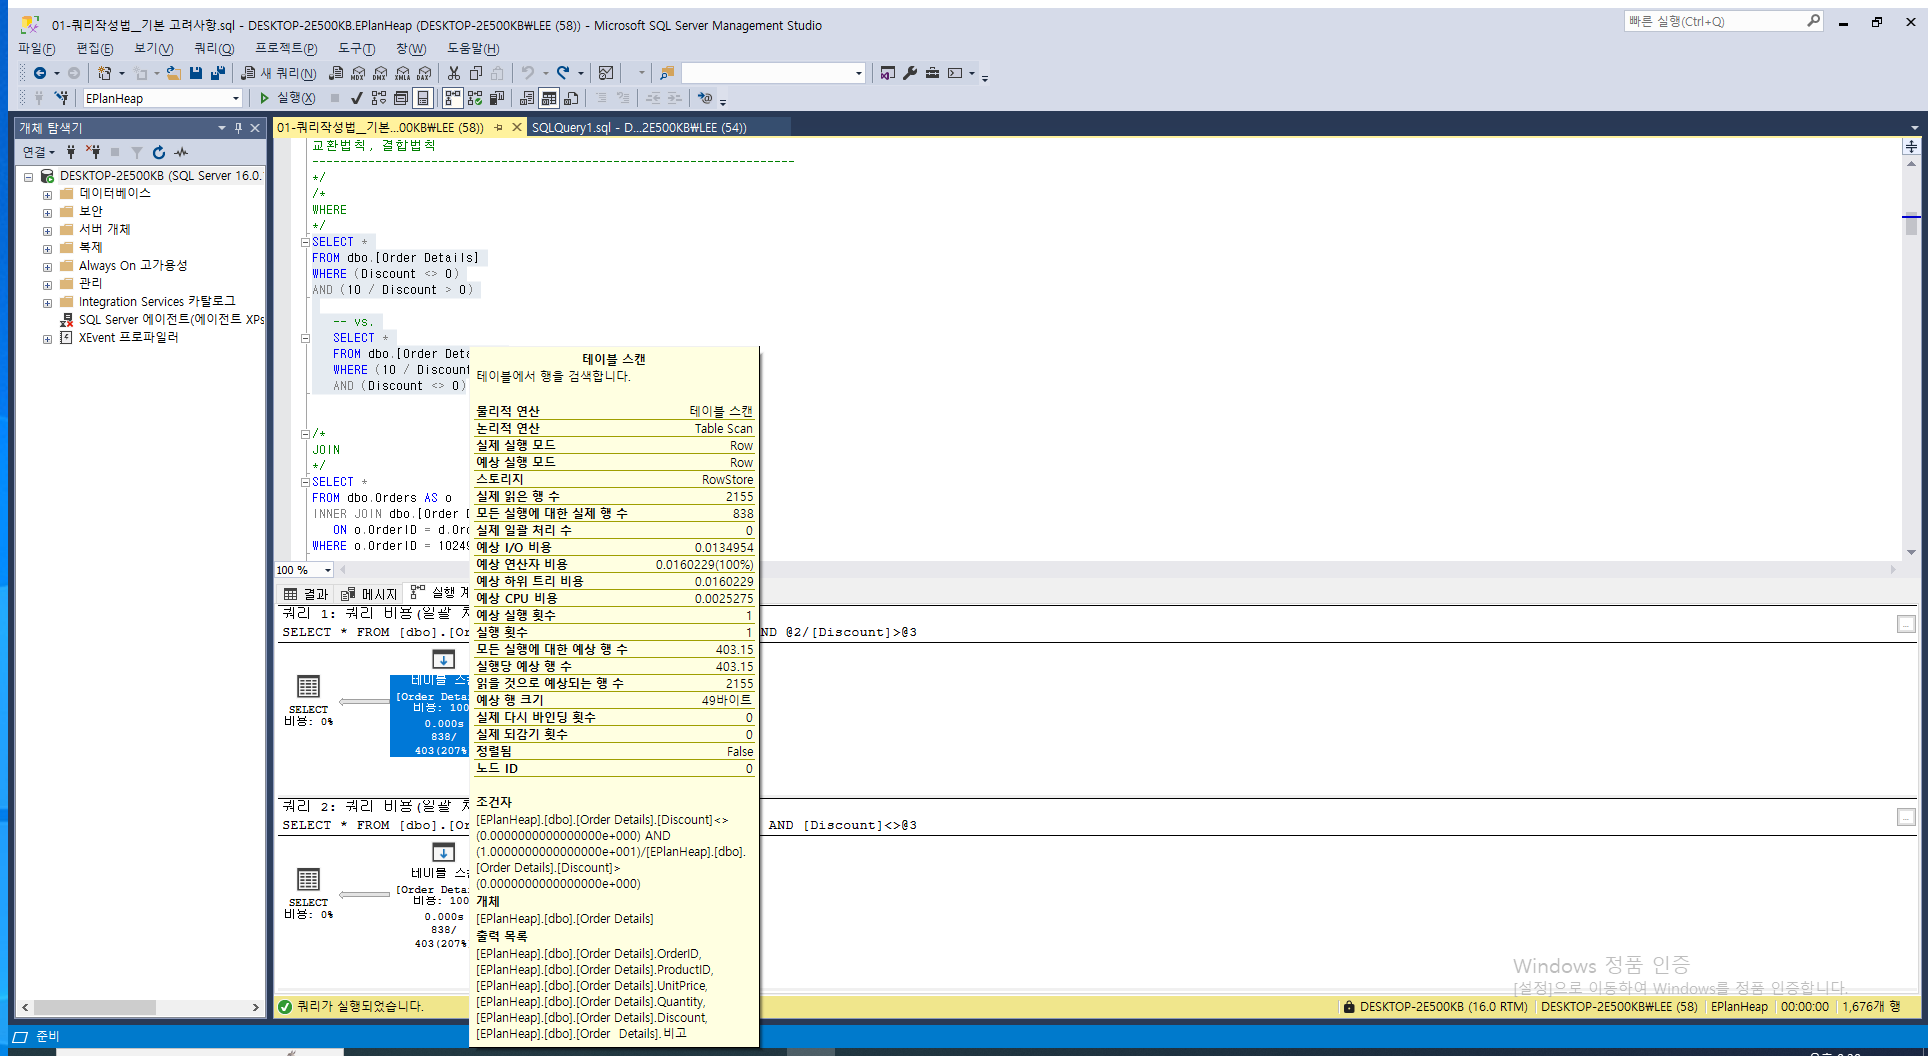 01-쿼리작성법__기본 고려사항.sql - DESKTOP-2E500KB.EPlanHeap (DESKTOP-2E500KB₩LEE (58)) - Microsoft SQL Server Management Studio
빠른 실행(Ctrl+Q)
파일(F) 편집(E) 보기(V) 쿼리(Q) 프로젝트(P) 도구(T) 창(W) 도움말(H)
새 쿼리(N)
MDX DMX XMLA DAX
EPlanHeap
실행(X)
개체 탐색기
01-쿼리작성법__기본...00KB₩LEE (58))
SQLQuery1.sql - D...2E500KB₩LEE (54))
연결
DESKTOP-2E500KB (SQL Server 16.0.
데이터베이스
보안
서버 개체
복제
Always On 고가용성
관리
Integration Services 카탈로그
SQL Server 에이전트(에이전트 XPs
XEvent 프로파일러
교환법칙, 결합법칙
---------------------------------------------------------------------
*/
/*
WHERE
*/
SELECT *
FROM dbo.[Order Details]
WHERE (Discount <> 0)
AND (10 / Discount > 0)
-- vs.
SELECT *
FROM dbo.[Order Deta
WHERE (10 / Discount
AND (Discount <> 0)
/*
JOIN
*/
SELECT *
FROM dbo.Orders AS o
INNER JOIN dbo.[Order D
ON o.OrderID = d.Ord
WHERE o.OrderID = 10249
100 %
결과 메시지 실행 계
쿼리 1: 쿼리 비용(일괄 처
SELECT * FROM [dbo].[Or
ND @2/[Discount]>@3
SELECT
비용: 0%
테이블 스캔
[Order Deta
비용: 100
0.000s
838/
403(207%
쿼리 2: 쿼리 비용(일괄 처
SELECT * FROM [dbo].[Or
AND [Discount]<>@3
SELECT
비용: 0%
테이블 스캔
[Order Deta
비용: 100
0.000s
838/
403(207%
테이블 스캔
테이블에서 행을 검색합니다.
물리적 연산 테이블 스캔
논리적 연산 Table Scan
실제 실행 모드 Row
예상 실행 모드 Row
스토리지 RowStore
실제 읽은 행 수 2155
모든 실행에 대한 실제 행 수 838
실제 일괄 처리 수 0
예상 I/O 비용 0.0134954
예상 연산자 비용 0.0160229(100%)
예상 하위 트리 비용 0.0160229
예상 CPU 비용 0.0025275
예상 실행 횟수 1
실행 횟수 1
모든 실행에 대한 예상 행 수 403.15
실행당 예상 행 수 403.15
읽을 것으로 예상되는 행 수 2155
예상 행 크기 49바이트
실제 다시 바인딩 횟수 0
실제 되감기 횟수 0
정렬됨 False
노드 ID 0
조건자
[EPlanHeap].[dbo].[Order Details].[Discount]<>
(0.0000000000000000e+000) AND
(1.0000000000000000e+001)/[EPlanHeap].[dbo].
[Order Details].[Discount]>
(0.0000000000000000e+000)
개체
[EPlanHeap].[dbo].[Order Details]
출력 목록
[EPlanHeap].[dbo].[Order Details].OrderID,
[EPlanHeap].[dbo].[Order Details].ProductID,
[EPlanHeap].[dbo].[Order Details].UnitPrice,
[EPlanHeap].[dbo].[Order Details].Quantity,
[EPlanHeap].[dbo].[Order Details].Discount,
[EPlanHeap].[dbo].[Order Details].비고
Windows 정품 인증
[설정]으로 이동하여 Windows를 정품 인증합니다.
쿼리가 실행되었습니다.
DESKTOP-2E500KB (16.0 RTM) DESKTOP-2E500KB₩LEE (58) EPlanHeap 00:00:00 1,676개 행
준비